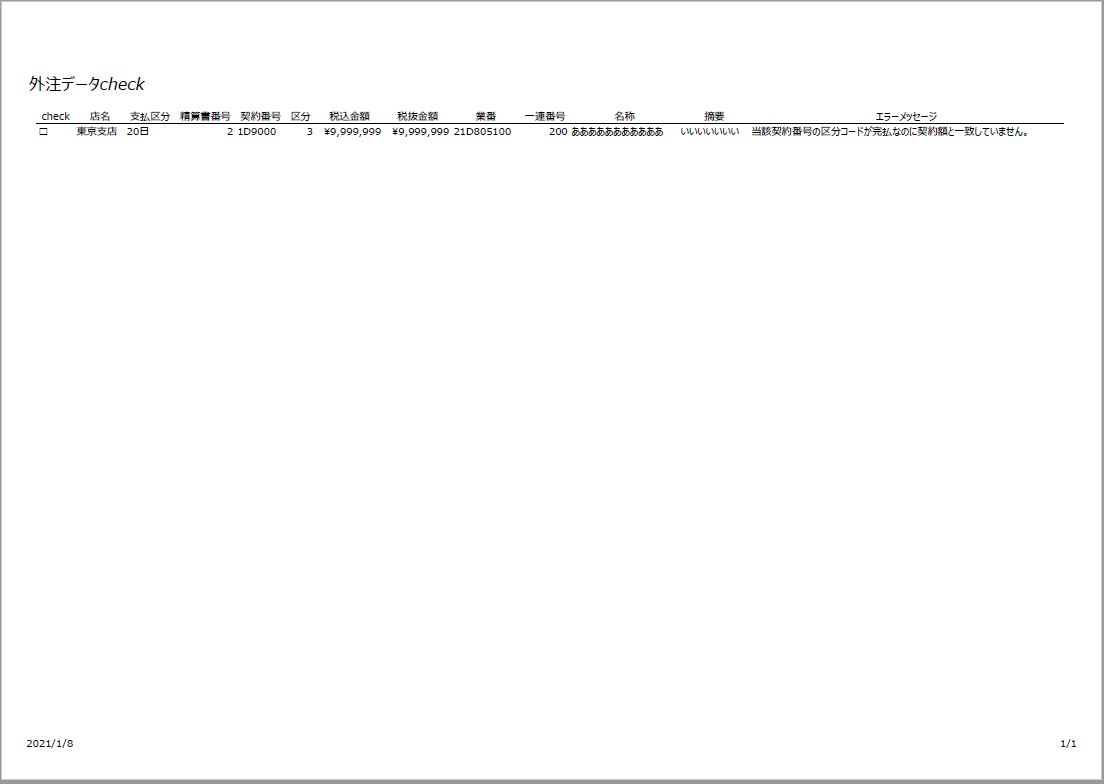 外注データcheck
check 店名 支払区分 精算書番号 契約番号 区分 税込金額 税抜金額 業番 一連番号 名称 摘要 エラーメッセージ
□ 東京支店 20日 2 1D9000 3 ¥9,999,999 ¥9,999,999 21D805100 200 あああああああああああ いいいいいいい 当該契約番号の区分コードが完払なのに契約額と一致していません。
2021/1/8 1/1